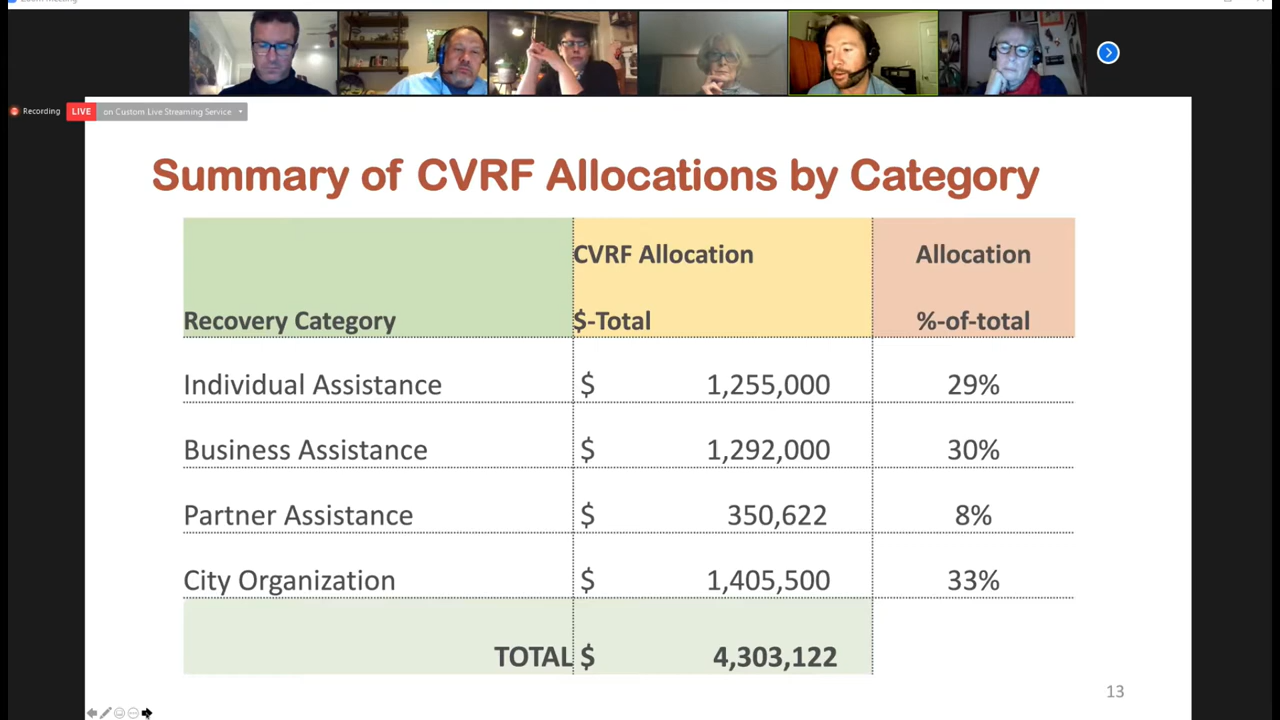 Zoom Meeting
Recording
LIVE
on Custom Live Streaming Service
Summary of CVRF Allocations by Category
Recovery Category
CVRF Allocation
$-Total
Allocation
%-of-total
Individual Assistance $ 1,255,000 29%
Business Assistance $ 1,292,000 30%
Partner Assistance $ 350,622 8%
City Organization $ 1,405,500 33%
TOTAL $ 4,303,122
13